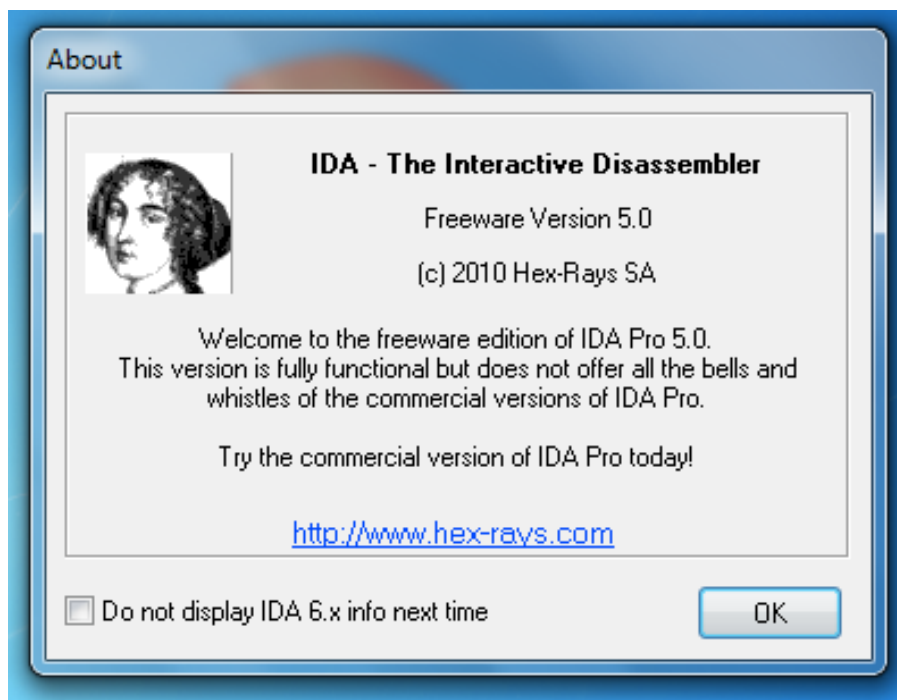 About
IDA - The Interactive Disassembler
Freeware Version 5.0
(c) 2010 Hex-Rays SA
Welcome to the freeware edition of IDA Pro 5.0.
This version is fully functional but does not offer all the bells and
whistles of the commercial versions of IDA Pro.
Try the commercial version of IDA Pro today!
http://www.hex-rays.com
Do not display IDA 6.x info next time
OK